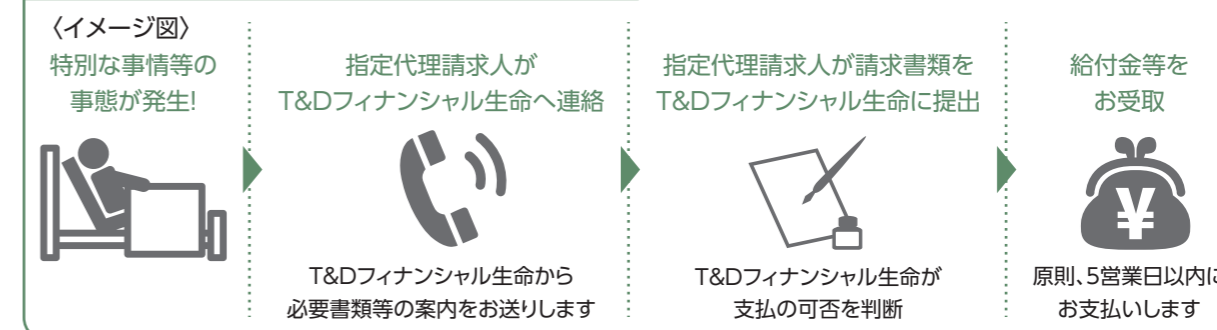 〈イメージ図〉
特別な事情等の
事態が発生!
指定代理請求人が
T&Dフィナンシャル生命へ連絡
T&Dフィナンシャル生命から
必要書類等の案内をお送りします
指定代理請求人が請求書類を
T&Dフィナンシャル生命に提出
T&Dフィナンシャル生命が
支払の可否を判断
給付金等を
お受取
¥
原則、5営業日以内に
お支払いします